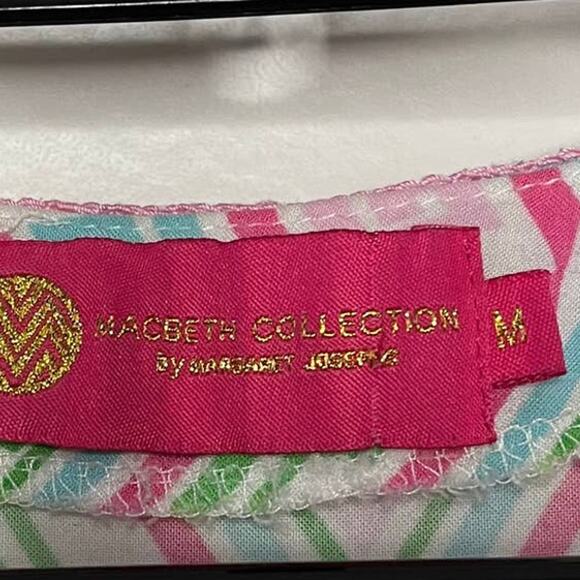 MACBETH COLLECTION
By MARGARET JOSEPHS
M